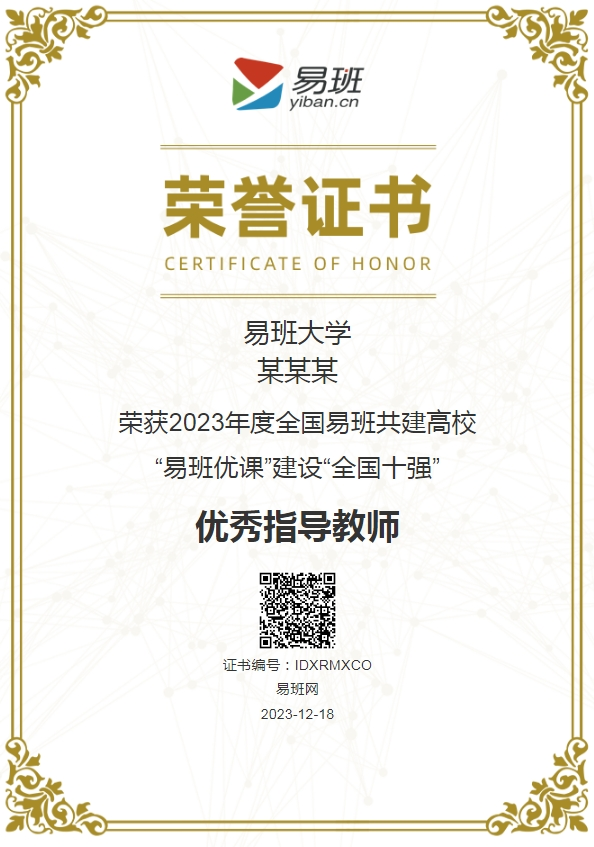 易班
yiban.cn
荣誉证书
CERTIFICATE OF HONOR
易班大学
某某某
荣获2023年度全国易班共建高校
“易班优课”建设“全国十强”
优秀指导教师
证书编号：IDXRMXCO
易班网
2023-12-18